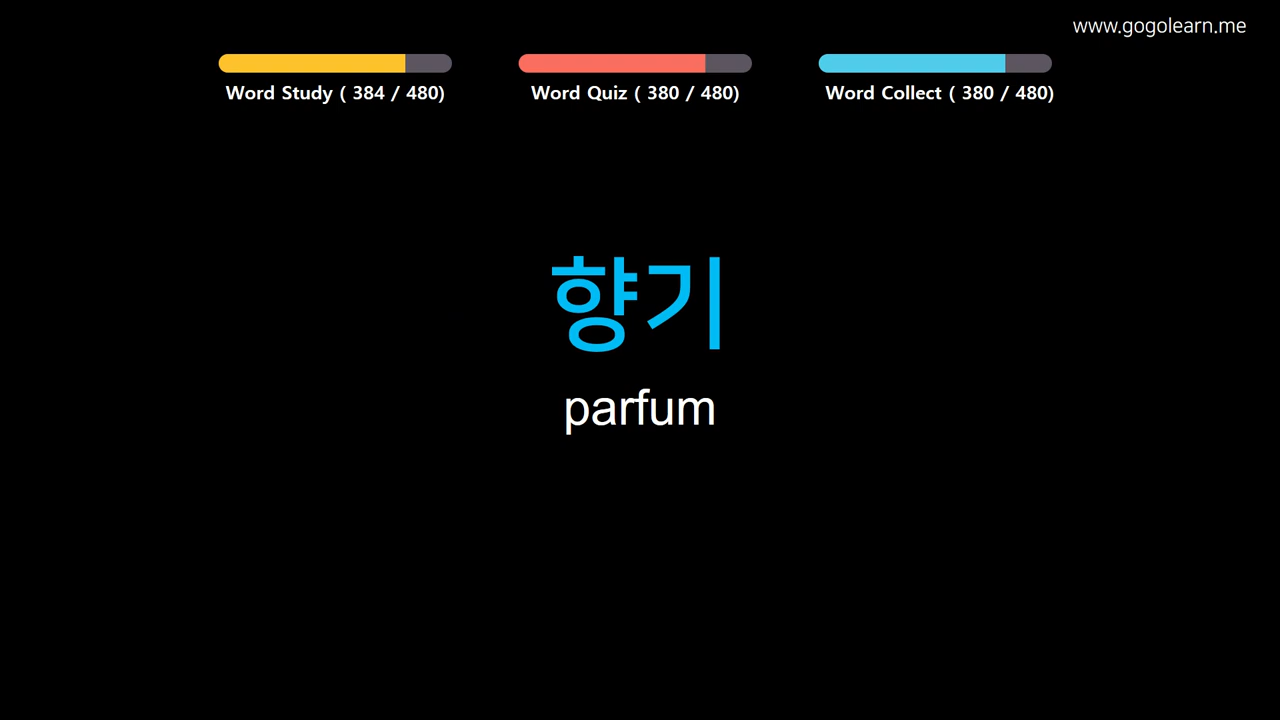 www.gogolearn.me
Word Study ( 384 / 480)
Word Quiz ( 380 / 480)
Word Collect ( 380 / 480)
향기
parfum